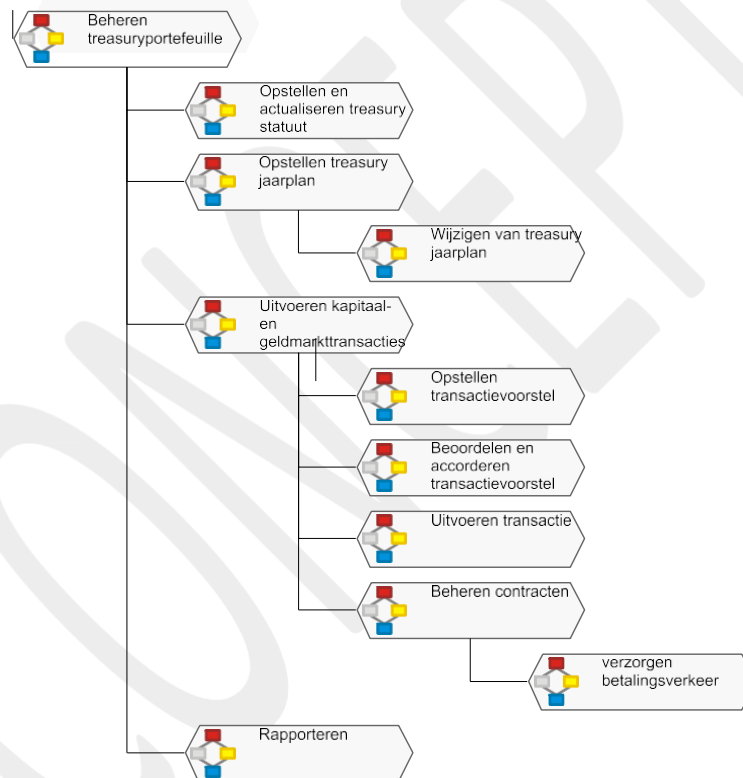 Beheren
treasuryportefeuille
Opstellen en
actualiseren treasury
statuut
Opstellen treasury
jaarplan
Wijzigen van treasury
jaarplan
Uitvoeren kapitaal-
en
geldmarkttransacties
Opstellen
transactievoorstel
Beoordelen en
accorderen
transactievoorstel
Uitvoeren transactie
Beheren contracten
verzorgen
betalingsverkeer
Rapporteren
CONCEPT